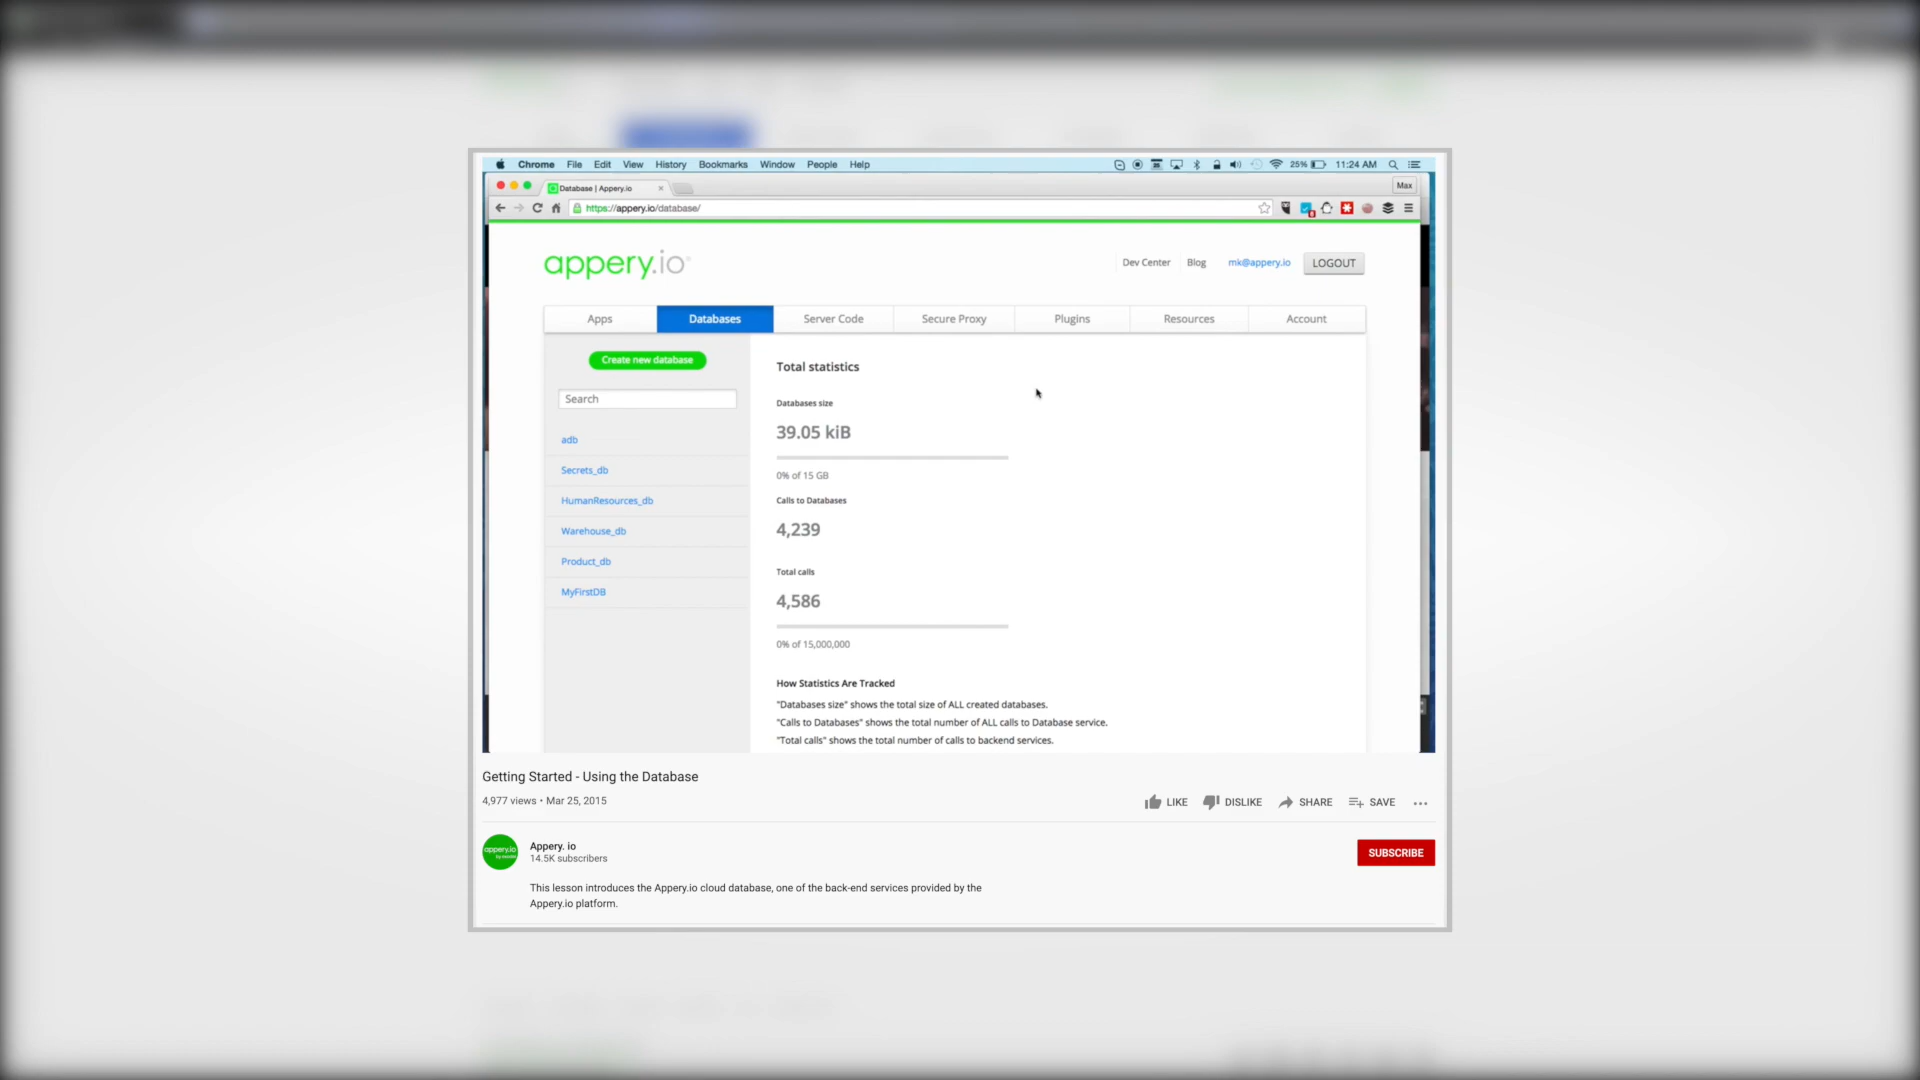 Chrome File Edit View History Bookmarks Window People Help 25% 11:24 AM
Database | Appery.io Max
https://appery.io/database/
appery.io Dev Center Blog mk@appery.io LOGOUT
Apps Databases Server Code Secure Proxy Plugins Resources Account
Create new database
Search
adb
Secrets_db
HumanResources_db
Warehouse_db
Product_db
MyFirstDB
Total statistics
Databases size
39.05 kiB
0% of 15 GB
Calls to Databases
4,239
Total calls
4,586
0% of 15,000,000
How Statistics Are Tracked
"Databases size" shows the total size of ALL created databases.
"Calls to Databases" shows the total number of ALL calls to Database service.
"Total calls" shows the total number of calls to backend services.
Getting Started - Using the Database
4,977 views • Mar 25, 2015 LIKE DISLIKE SHARE SAVE
appery.io
Appery. io SUBSCRIBE
14.5K subscribers
This lesson introduces the Appery.io cloud database, one of the back-end services provided by the
Appery.io platform.